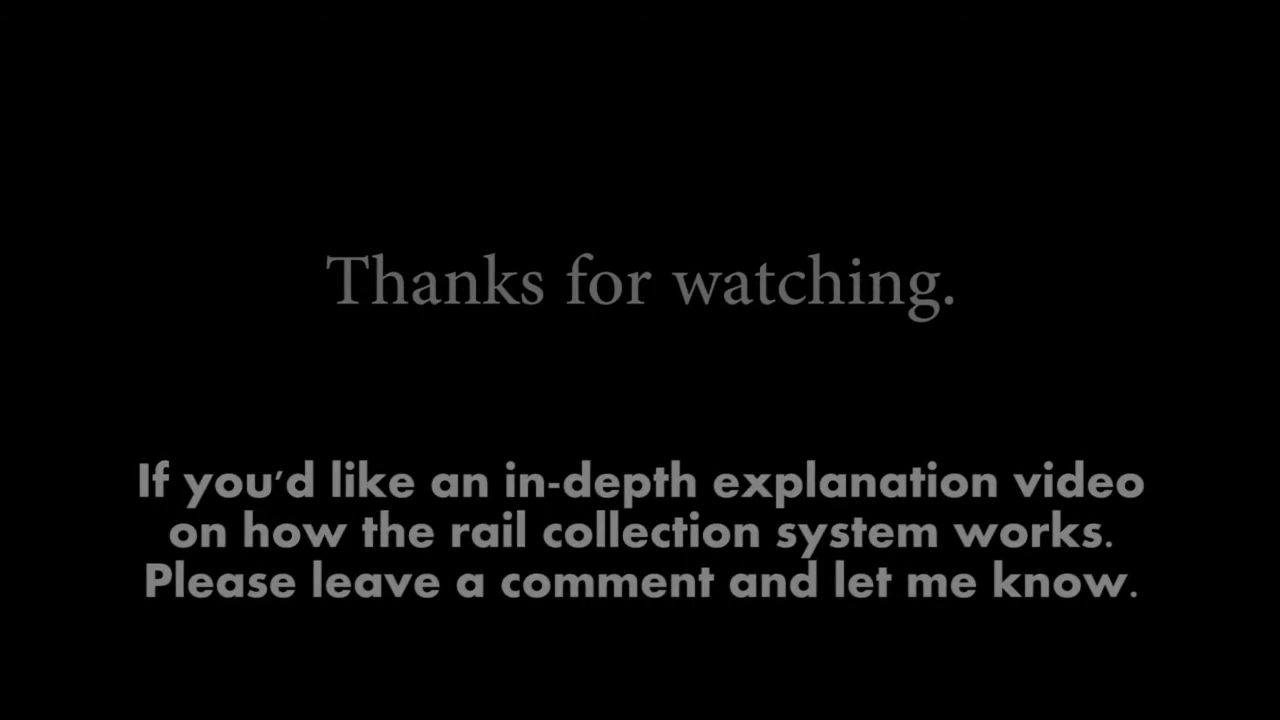 Thanks for watching.
If you'd like an in-depth explanation video
on how the rail collection system works.
Please leave a comment and let me know.